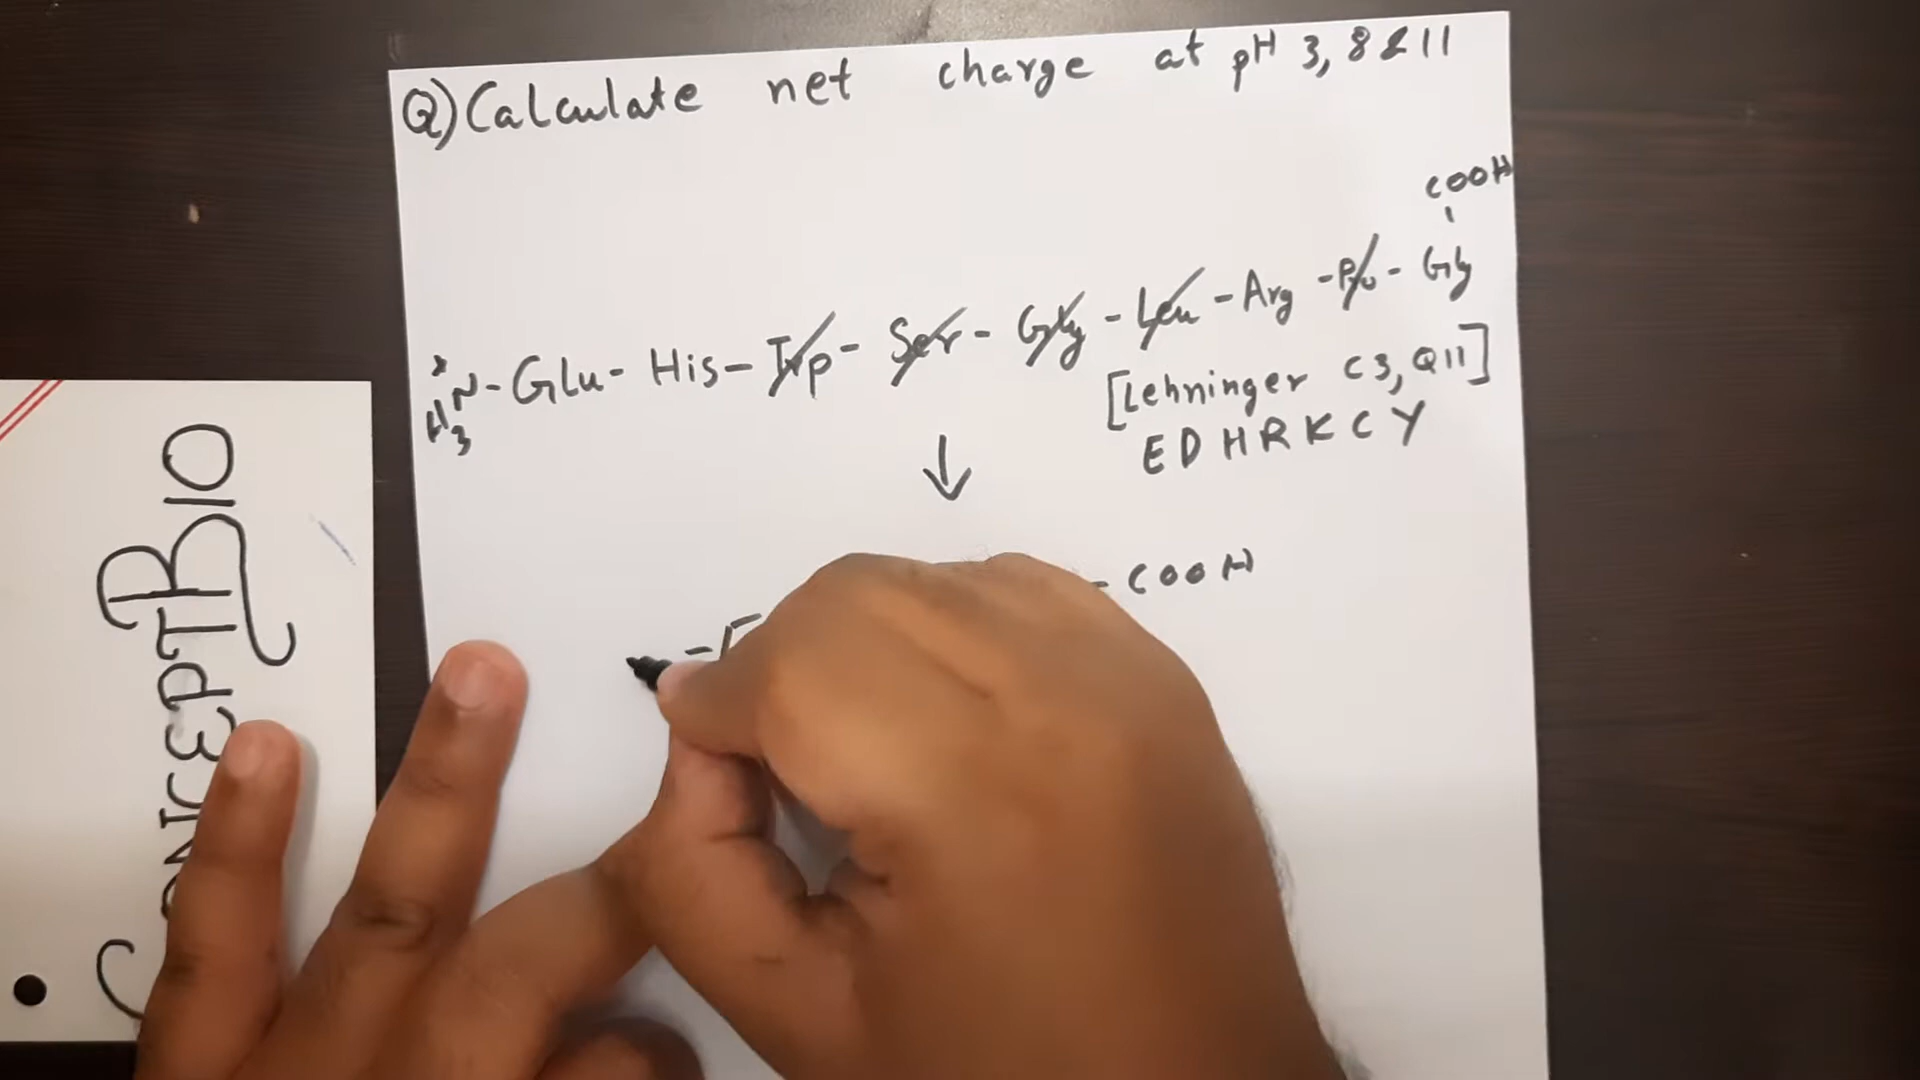 Q) Calculate net charge at pH 3, 8 & 11
COOH
H3N - Glu - His - Trp - Ser - Gly - Leu - Arg - Pro - Gly
[Lehninger C3, Q11]
E D H R K C Y
- COOH
CONCEPTBIO